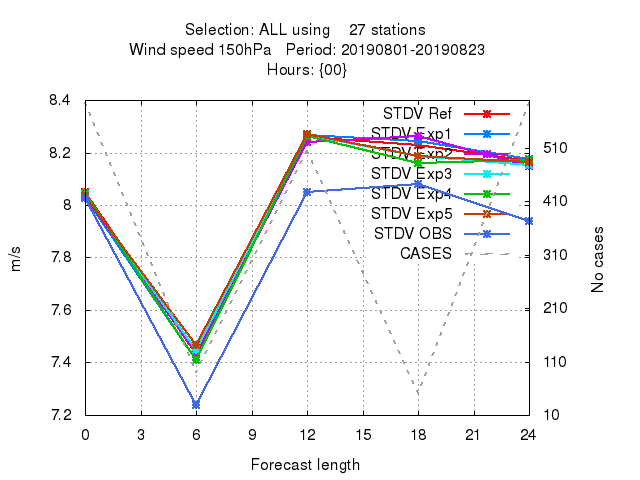 Selection: ALL using    27 stations
Wind speed 150hPa   Period: 20190801-20190823
Hours: {00}
8.4
8.2
8
7.8
7.6
7.4
7.2
m/s
STDV Ref
STDV Exp1
STDV Exp2
STDV Exp3
STDV Exp4
STDV Exp5
STDV OBS
CASES
510
410
310
210
110
10
No cases
0 3 6 9 12 15 18 21 24
Forecast length